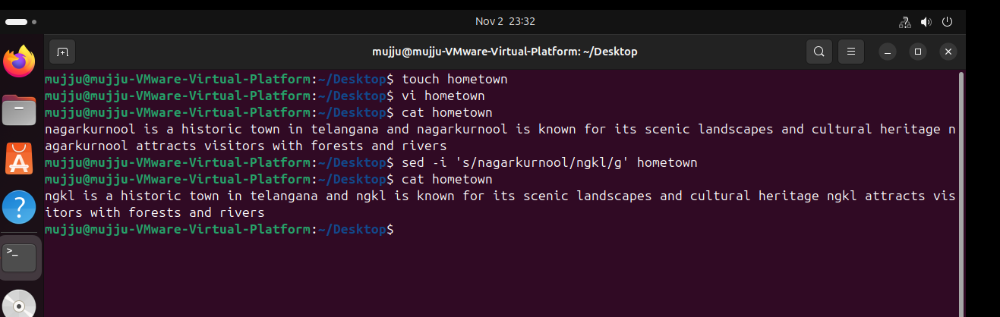 Nov 2 23:32
mujju@mujju-VMware-Virtual-Platform: ~/Desktop
mujju@mujju-VMware-Virtual-Platform:~/Desktop$ touch hometown
mujju@mujju-VMware-Virtual-Platform:~/Desktop$ vi hometown
mujju@mujju-VMware-Virtual-Platform:~/Desktop$ cat hometown
nagarkurnool is a historic town in telangana and nagarkurnool is known for its scenic landscapes and cultural heritage n
agarkurnool attracts visitors with forests and rivers
mujju@mujju-VMware-Virtual-Platform:~/Desktop$ sed -i 's/nagarkurnool/ngkl/g' hometown
mujju@mujju-VMware-Virtual-Platform:~/Desktop$ cat hometown
ngkl is a historic town in telangana and ngkl is known for its scenic landscapes and cultural heritage ngkl attracts vis
itors with forests and rivers
mujju@mujju-VMware-Virtual-Platform:~/Desktop$